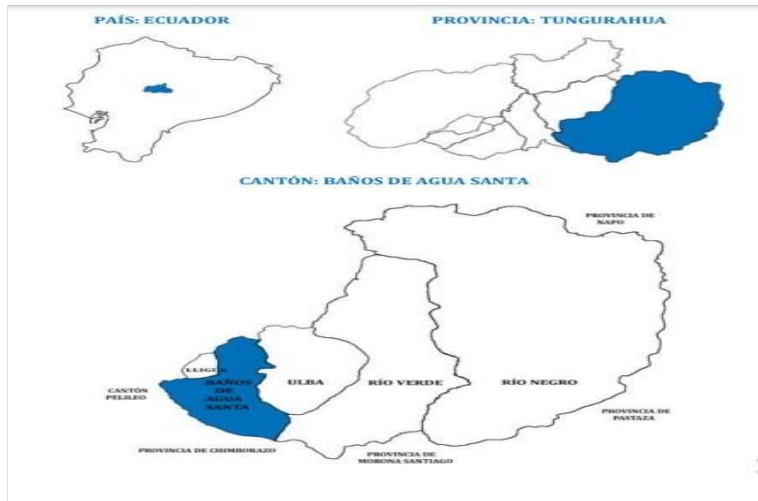 PAÍS: ECUADOR
PROVINCIA: TUNGURAHUA
CANTÓN: BAÑOS DE AGUA SANTA
PROVINCIA DE
NAPO
BAÑOS
DE
AGUA
SANTA
ULBA
RÍO VERDE
RÍO NEGRO
CANTÓN
PELILEO
PROVINCIA DE
PASTAZA
PROVINCIA DE CHIMBORAZO
PROVINCIA DE
MORONA SANTIAGO